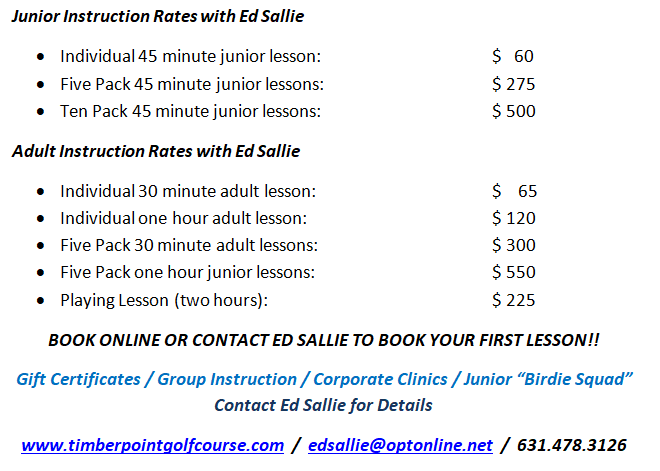 Junior Instruction Rates with Ed Sallie
• Individual 45 minute junior lesson: $ 60
• Five Pack 45 minute junior lessons: $ 275
• Ten Pack 45 minute junior lessons: $ 500
Adult Instruction Rates with Ed Sallie
• Individual 30 minute adult lesson: $ 65
• Individual one hour adult lesson: $ 120
• Five Pack 30 minute adult lessons: $ 300
• Five Pack one hour junior lessons: $ 550
• Playing Lesson (two hours): $ 225
BOOK ONLINE OR CONTACT ED SALLIE TO BOOK YOUR FIRST LESSON!!
Gift Certificates / Group Instruction / Corporate Clinics / Junior “Birdie Squad”
Contact Ed Sallie for Details
www.timberpointgolfcourse.com / edsallie@optonline.net / 631.478.3126